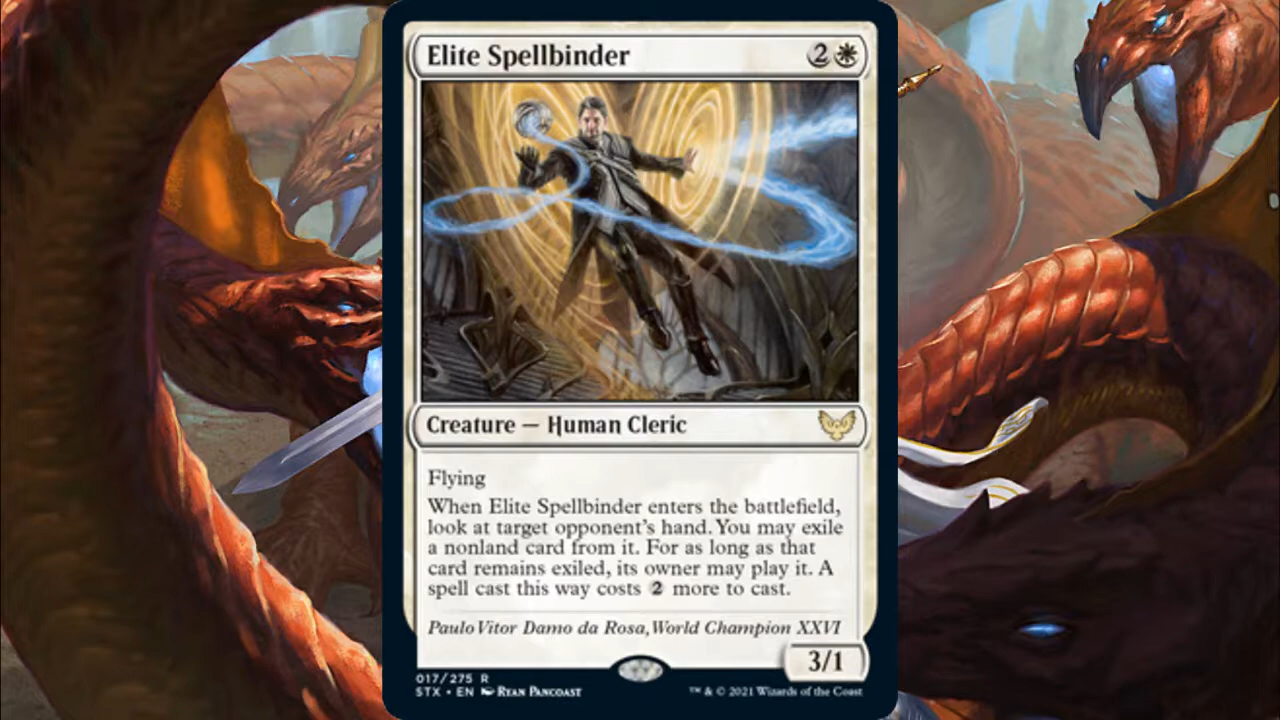 Elite Spellbinder 2
Creature — Human Cleric
Flying
When Elite Spellbinder enters the battlefield,
look at target opponent's hand. You may exile
a nonland card from it. For as long as that
card remains exiled, its owner may play it. A
spell cast this way costs 2 more to cast.
Paulo Vitor Damo da Rosa, World Champion XXVI
3/1
017/275 R
STX • EN Ryan Pancoast ™ & © 2021 Wizards of the Coast